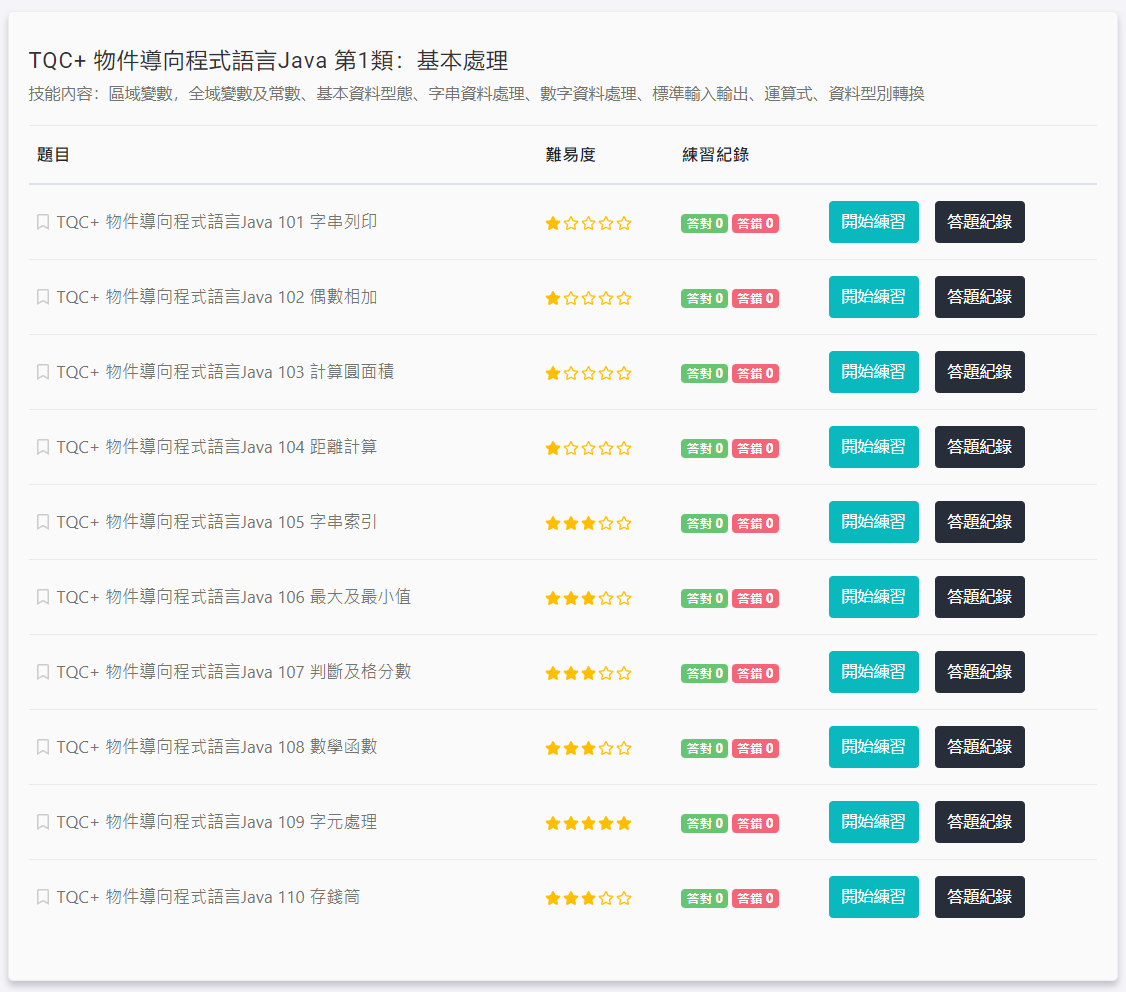 TQC+ 物件導向程式語言Java 第1類：基本處理
技能內容：區域變數，全域變數及常數、基本資料型態、字串資料處理、數字資料處理、標準輸入輸出、運算式、資料型別轉換
題目 難易度 練習紀錄
TQC+ 物件導向程式語言Java 101 字串列印 答對 0 答錯 0 開始練習 答題紀錄
TQC+ 物件導向程式語言Java 102 偶數相加 答對 0 答錯 0 開始練習 答題紀錄
TQC+ 物件導向程式語言Java 103 計算圓面積 答對 0 答錯 0 開始練習 答題紀錄
TQC+ 物件導向程式語言Java 104 距離計算 答對 0 答錯 0 開始練習 答題紀錄
TQC+ 物件導向程式語言Java 105 字串索引 答對 0 答錯 0 開始練習 答題紀錄
TQC+ 物件導向程式語言Java 106 最大及最小值 答對 0 答錯 0 開始練習 答題紀錄
TQC+ 物件導向程式語言Java 107 判斷及格分數 答對 0 答錯 0 開始練習 答題紀錄
TQC+ 物件導向程式語言Java 108 數學函數 答對 0 答錯 0 開始練習 答題紀錄
TQC+ 物件導向程式語言Java 109 字元處理 答對 0 答錯 0 開始練習 答題紀錄
TQC+ 物件導向程式語言Java 110 存錢筒 答對 0 答錯 0 開始練習 答題紀錄